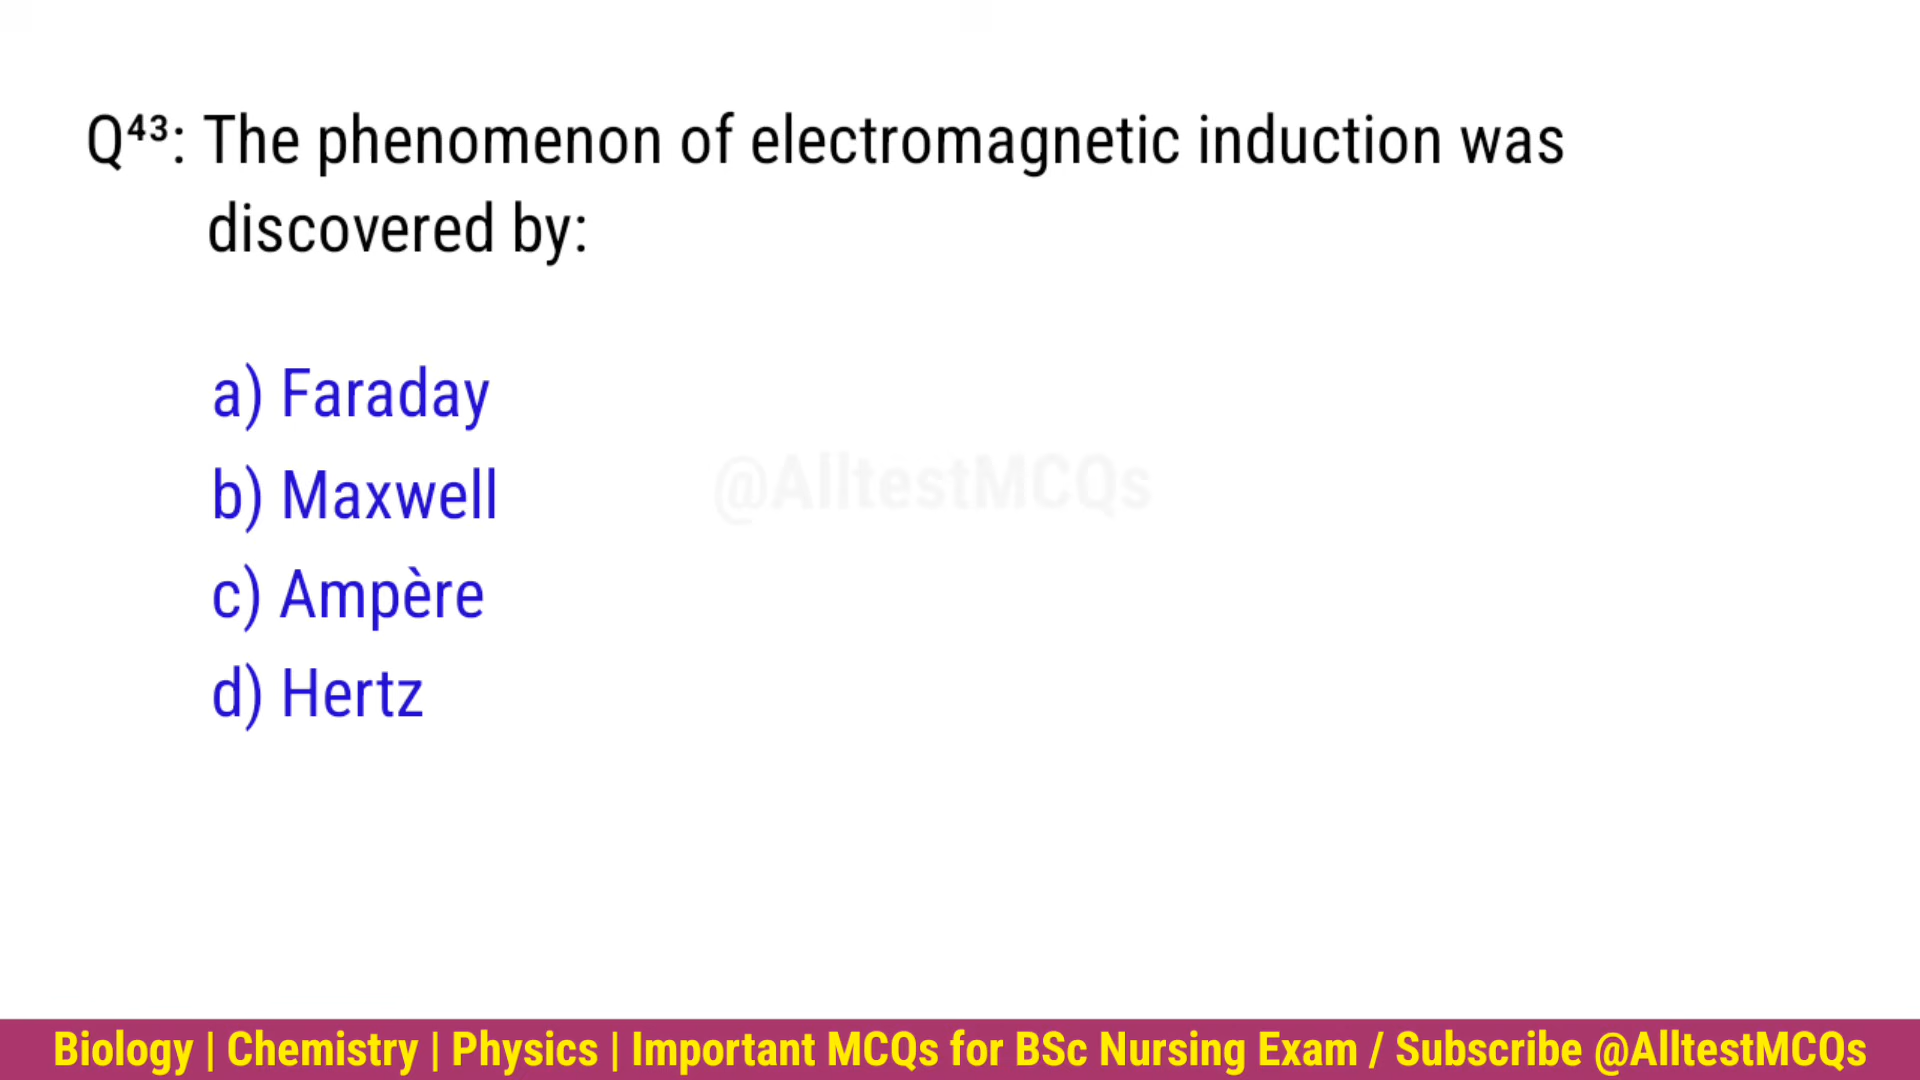 Q⁴³: The phenomenon of electromagnetic induction was
discovered by:
a) Faraday
b) Maxwell
@AlltestMCQs
c) Ampère
d) Hertz
Biology | Chemistry | Physics | Important MCQs for BSc Nursing Exam / Subscribe @AlltestMCQs